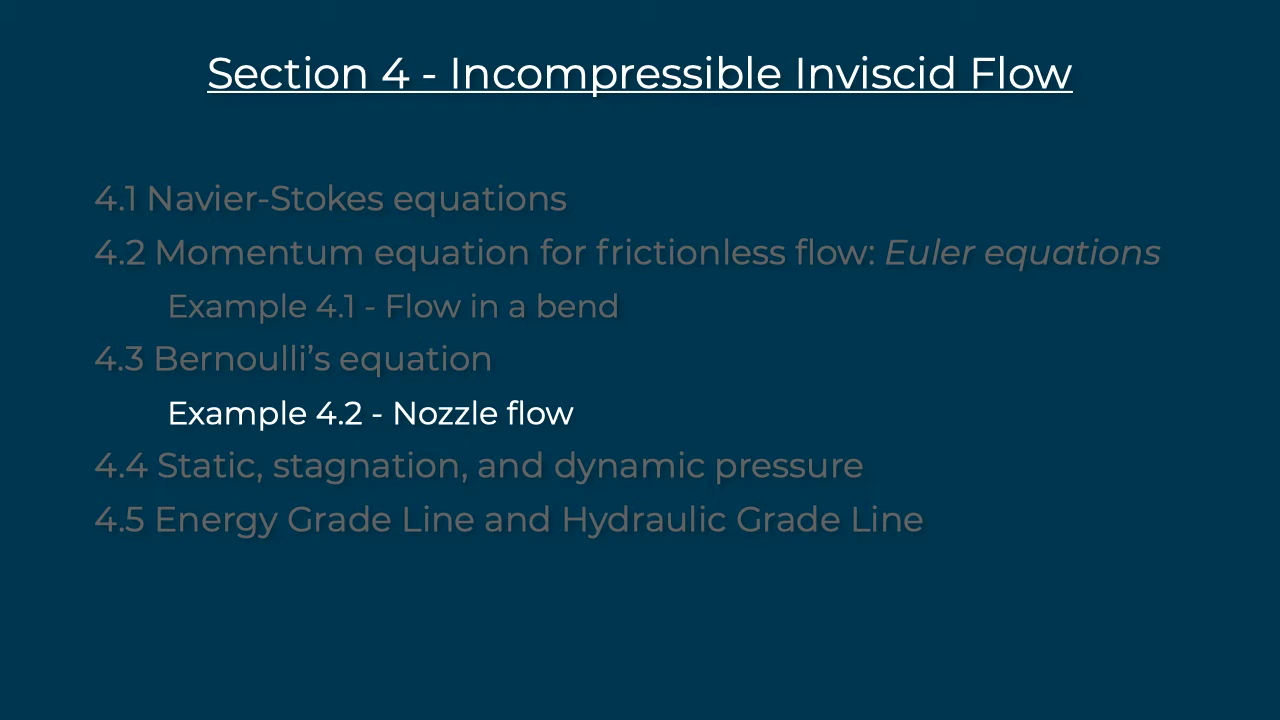 Section 4 - Incompressible Inviscid Flow
4.1 Navier-Stokes equations
4.2 Momentum equation for frictionless flow: Euler equations
Example 4.1 - Flow in a bend
4.3 Bernoulli’s equation
Example 4.2 - Nozzle flow
4.4 Static, stagnation, and dynamic pressure
4.5 Energy Grade Line and Hydraulic Grade Line